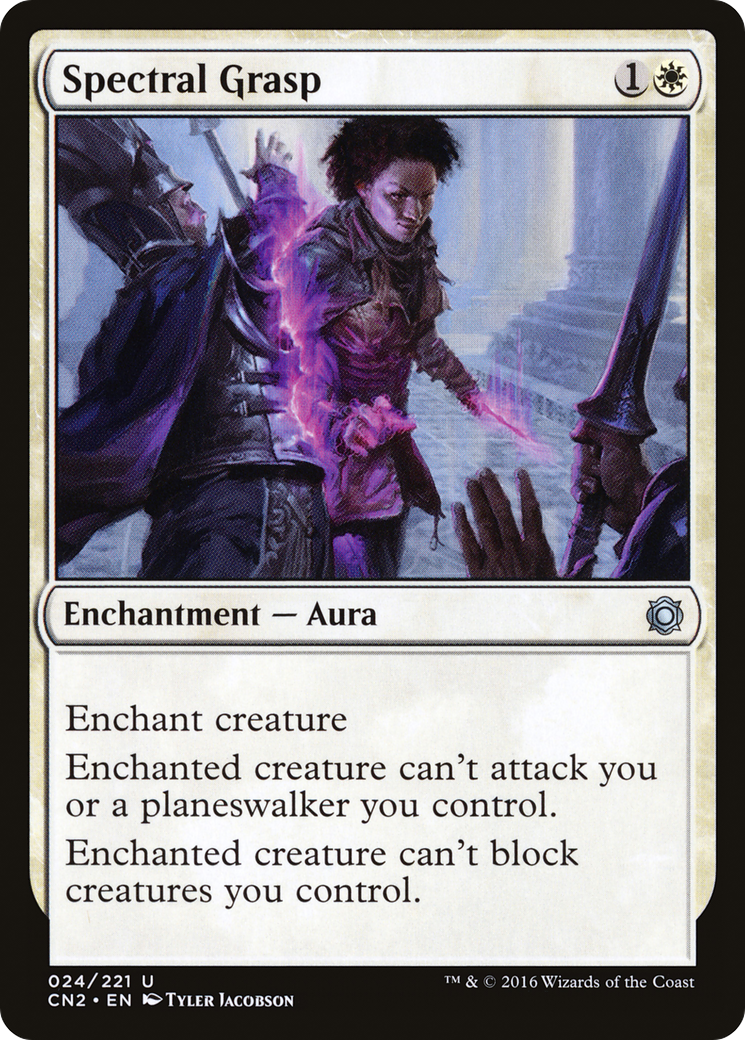 Spectral Grasp 1
Enchantment — Aura
Enchant creature
Enchanted creature can't attack you
or a planeswalker you control.
Enchanted creature can't block
creatures you control.
024/221 U
™ & © 2016 Wizards of the Coast
CN2 • EN Tyler Jacobson